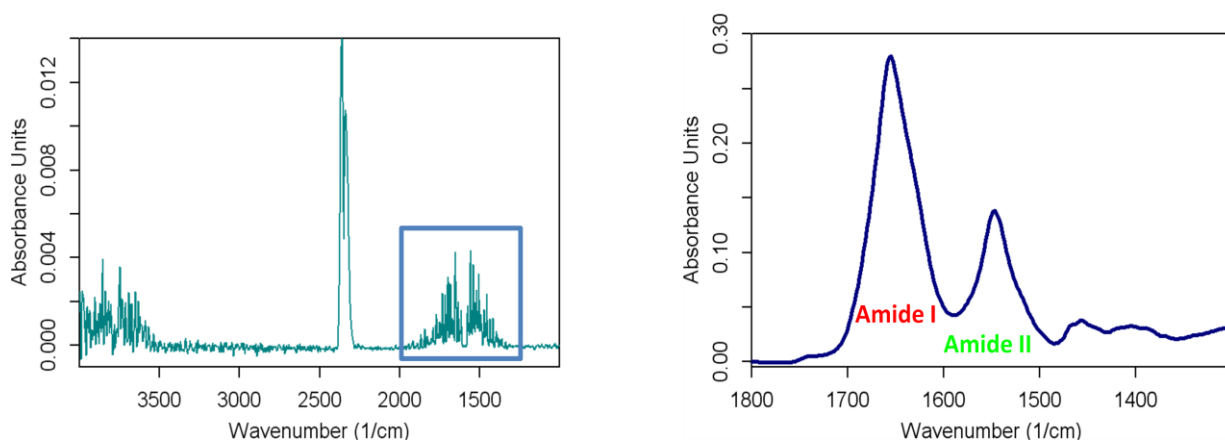 Absorbance Units
0.000
0.004
0.008
0.012
3500 3000 2500 2000 1500
Wavenumber (1/cm)
Absorbance Units
0.00
0.10
0.20
0.30
Amide I
Amide II
1800 1700 1600 1500 1400
Wavenumber (1/cm)